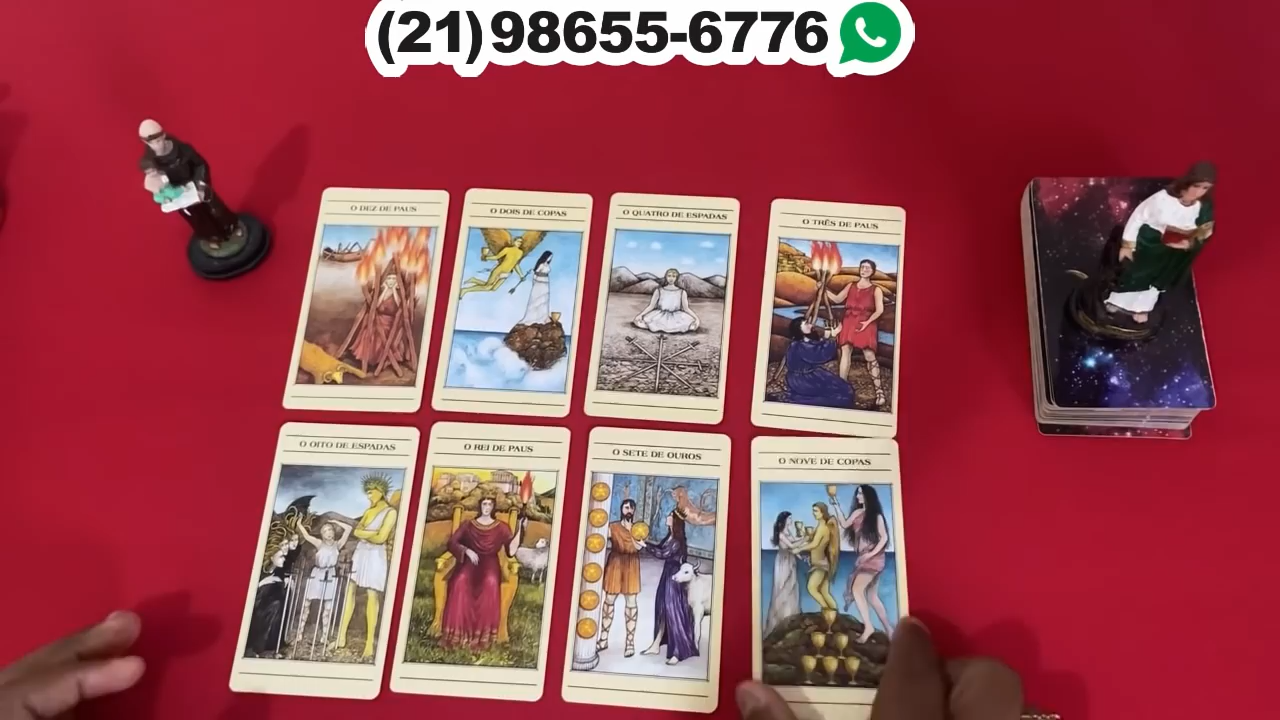 (21)98655-6776
O DEZ DE PAUS
O DOIS DE COPAS
O QUATRO DE ESPADAS
O TRÊS DE PAUS
O OITO DE ESPADAS
O REI DE PAUS
O SETE DE OUROS
O NOVE DE COPAS